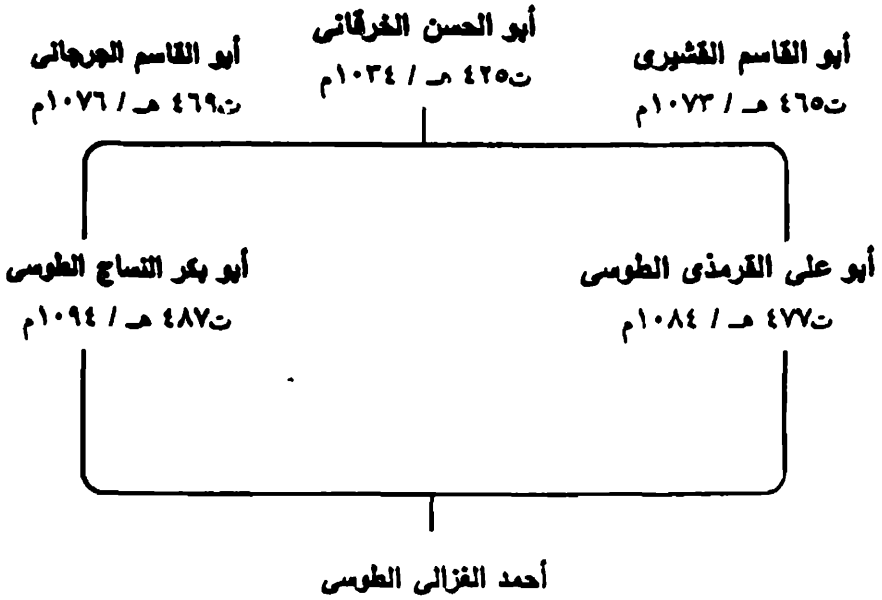 أبو الحسن الخرقانى
ت٤٢٥ هـ / ١٠٣٤م
أبو القاسم القشيرى
ت٤٦٥ هـ / ١٠٧٣م
أبو القاسم الجرجانى
ت٤٦٩ هـ / ١٠٧٦م
أبو على القرمذى الطوسى
ت٤٧٧ هـ / ١٠٨٤م
أبو بكر النساج الطوسى
ت٤٨٧ هـ / ١٠٩٤م
أحمد الغزالى الطوسى